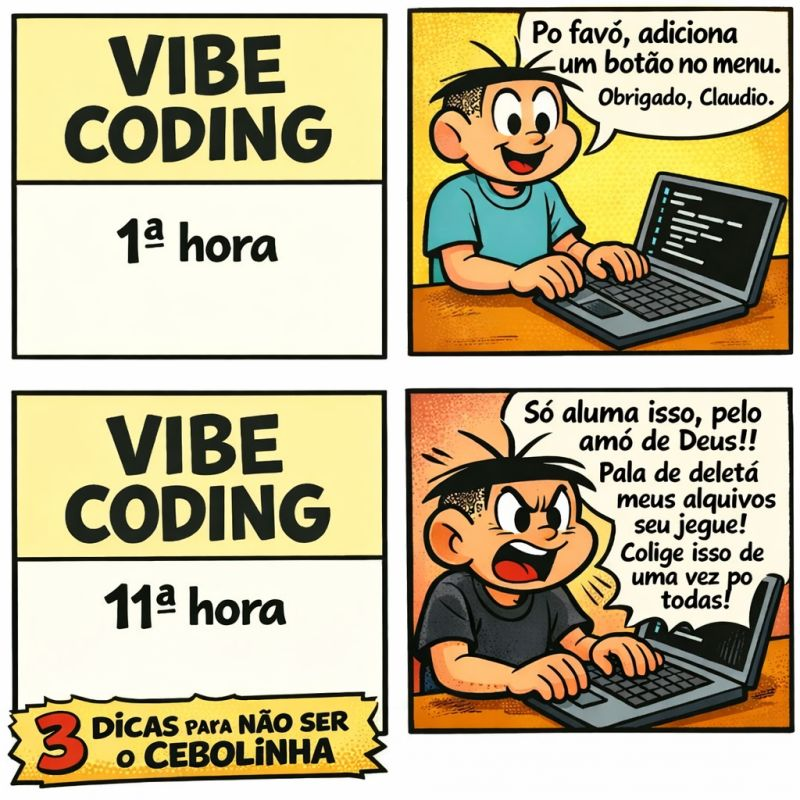 VIBE
CODING
1ª hora
Po favó, adiciona
um botão no menu.
Obrigado, Claudio.
VIBE
CODING
11ª hora
Só aluma isso, pelo
amó de Deus!!
Pala de deletá
meus alquivos
seu jegue!
Colige isso de
uma vez po
todas!
3 DICAS PARA NÃO SER
O CEBOLINHA